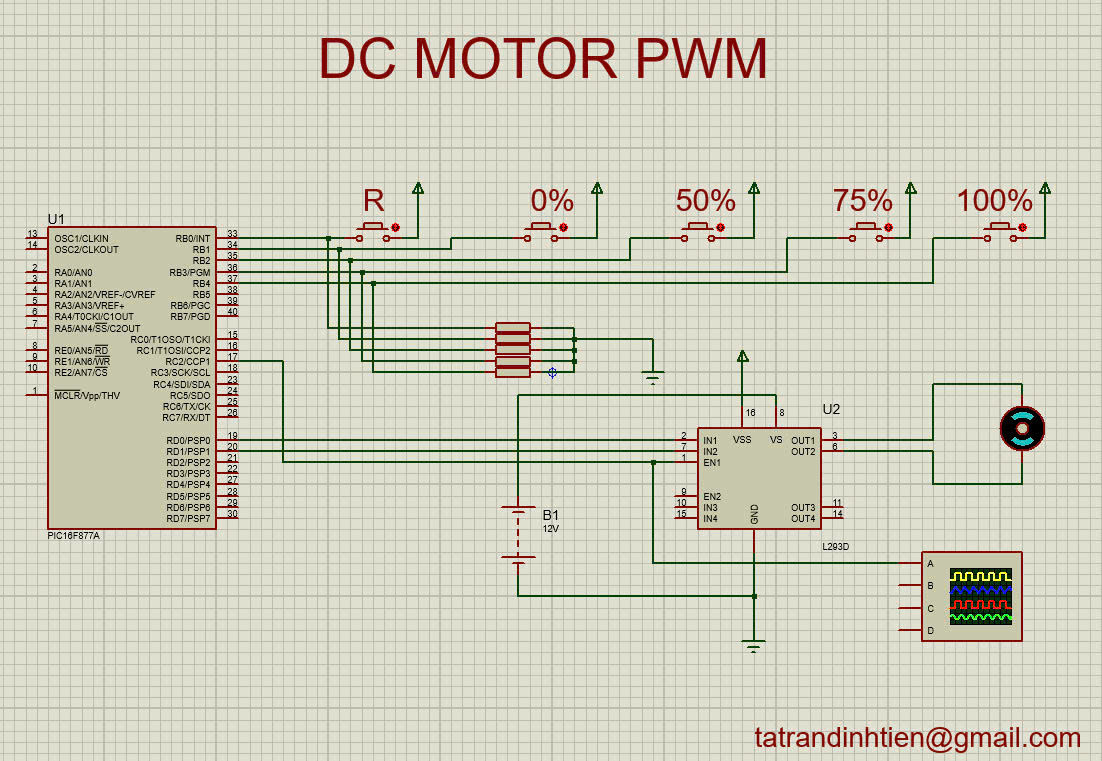 DC MOTOR PWM
R 0% 50% 75% 100%
U1
13 OSC1/CLKIN RB0/INT 33
14 OSC2/CLKOUT RB1 34
RB2 35
2 RA0/AN0 RB3/PGM 36
3 RA1/AN1 RB4 37
4 RA2/AN2/VREF-/CVREF RB5 38
5 RA3/AN3/VREF+ RB6/PGC 39
6 RA4/T0CKI/C1OUT RB7/PGD 40
7 RA5/AN4/SS/C2OUT
RC0/T1OSO/T1CKI 15
8 RE0/AN5/RD RC1/T1OSI/CCP2 16
9 RE1/AN6/WR RC2/CCP1 17
10 RE2/AN7/CS RC3/SCK/SCL 18
RC4/SDI/SDA 23
1 MCLR/Vpp/THV RC5/SDO 24
RC6/TX/CK 25
RC7/RX/DT 26
RD0/PSP0 19
RD1/PSP1 20
RD2/PSP2 21
RD3/PSP3 22
RD4/PSP4 27
RD5/PSP5 28
RD6/PSP6 29
RD7/PSP7 30
PIC16F877A
B1
12V
U2
16 8
VSS VS
2 IN1 OUT1 3
7 IN2 OUT2 6
1 EN1
9 EN2
10 IN3 OUT3 11
15 IN4 OUT4 14
GND
L293D
A
B
C
D
tatrandinhtien@gmail.com